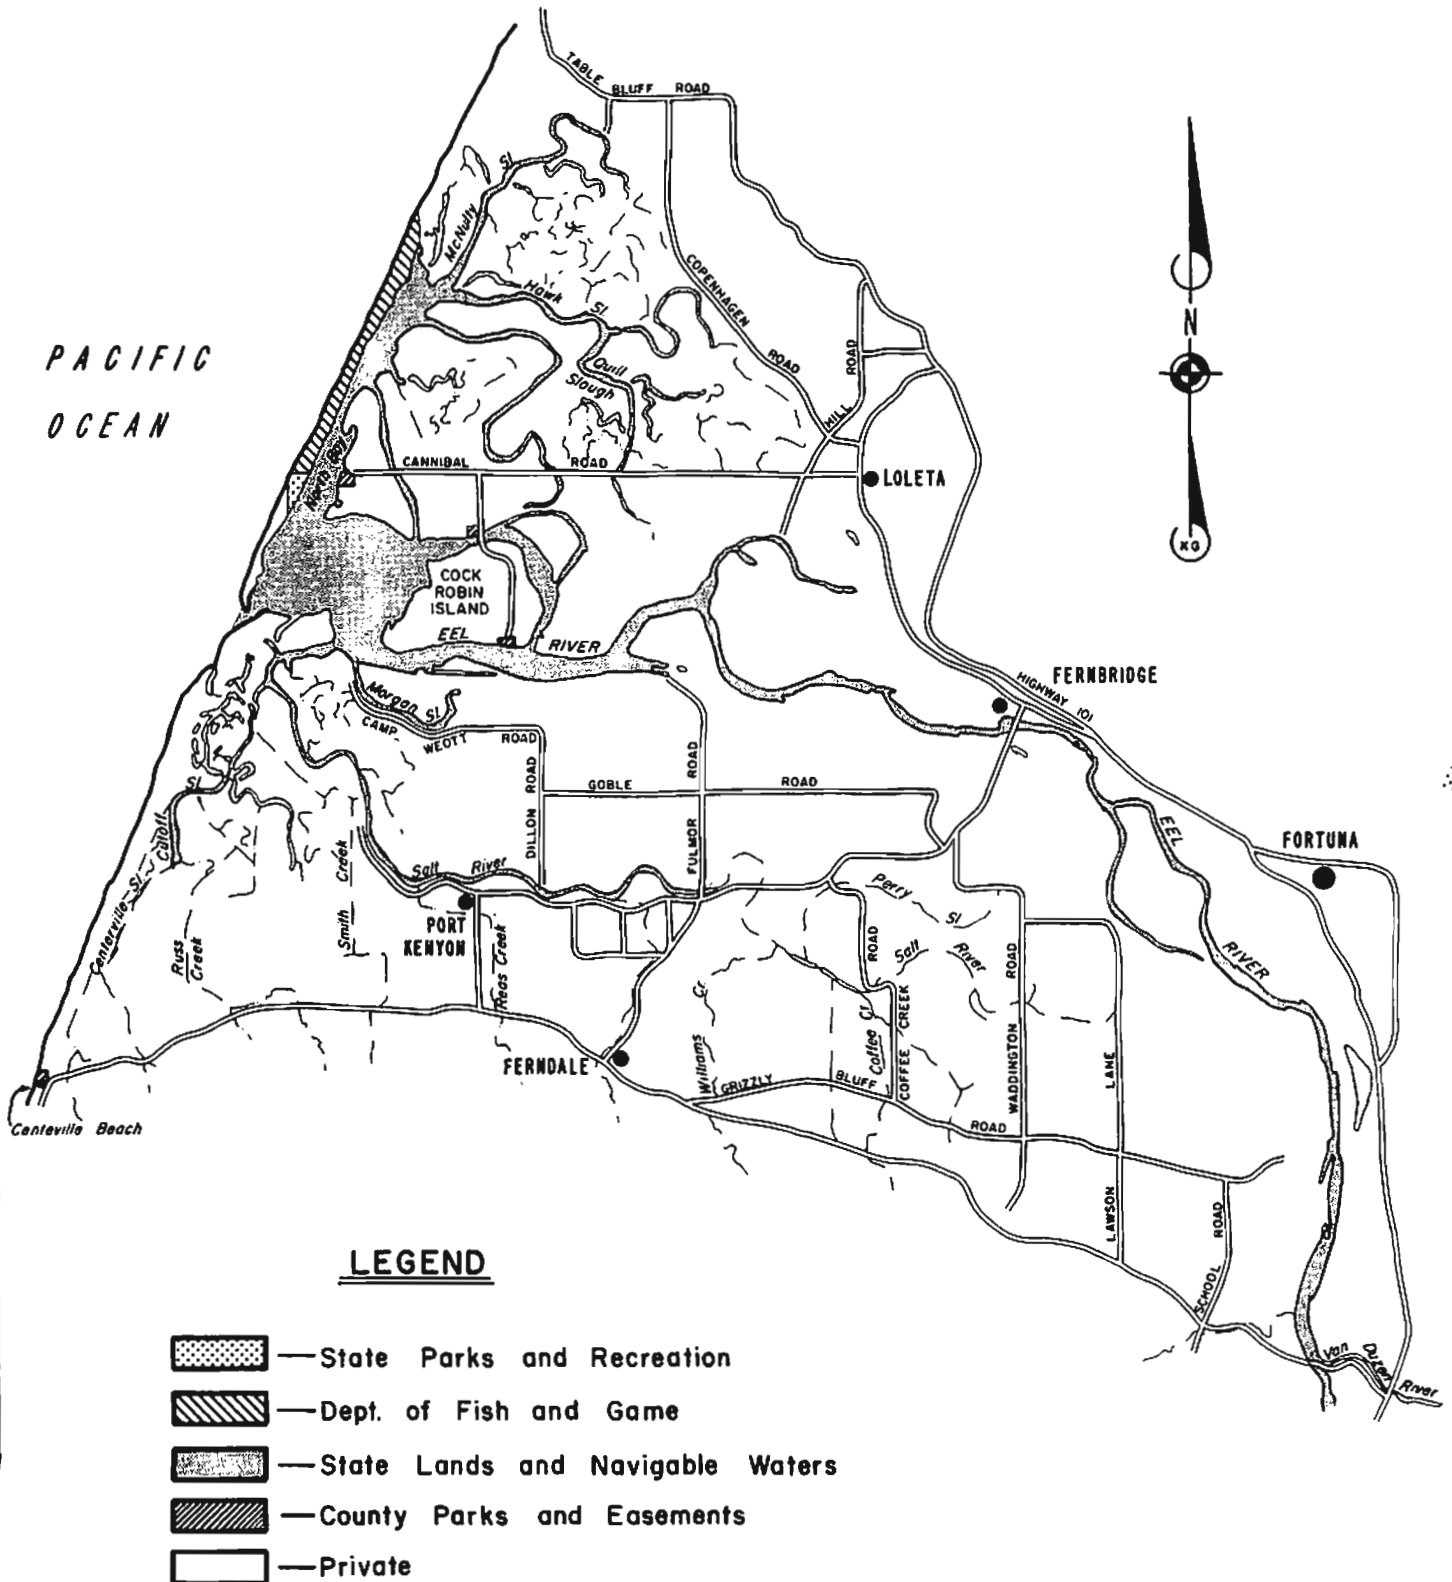 TABLE
BLUFF ROAD
McNulty Sl
COPENHAGEN
ROAD
Hawk Sl.
N
PACIFIC
OCEAN
ROAD
HILL
Quil
Slough
North Bay
CANNIBAL ROAD
LOLETA
KG
COCK
ROBIN
ISLAND
EEL RIVER
HIGHWAY 101
FERNBRIDGE
Morgan Sl
CAMP WEOTT ROAD
DILLON ROAD
GOBLE ROAD
FULMOR ROAD
Sl
Cutoff
Centerville Sl
Russ
Creek
Smith Creek
Salt River
PORT
KENYON
Reas Creek
EEL
RIVER
FORTUNA
Perry Sl
ROAD
Salt River
Williams Cr.
Coffee Cr
COFFEE CREEK
WADDINGTON ROAD
LAWSON LANE
FERNDALE
GRIZZLY BLUFF ROAD
Centeville Beach
SCHOOL ROAD
Van Duzen River
LEGEND
State Parks and Recreation
Dept. of Fish and Game
State Lands and Navigable Waters
County Parks and Easements
Private